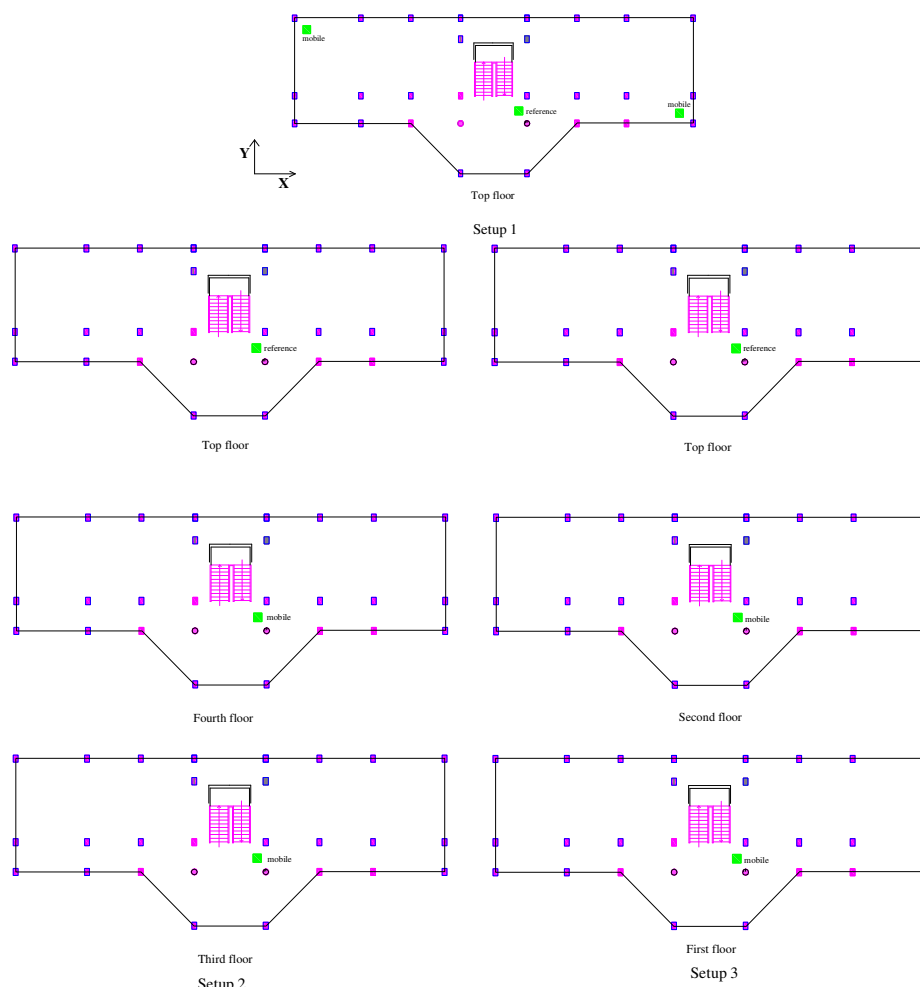 mobile
mobile
reference
Y
X
Top floor
Setup 1
reference
reference
Top floor
Top floor
mobile
mobile
Fourth floor
Second floor
mobile
mobile
Third floor
First floor
Setup 2
Setup 3